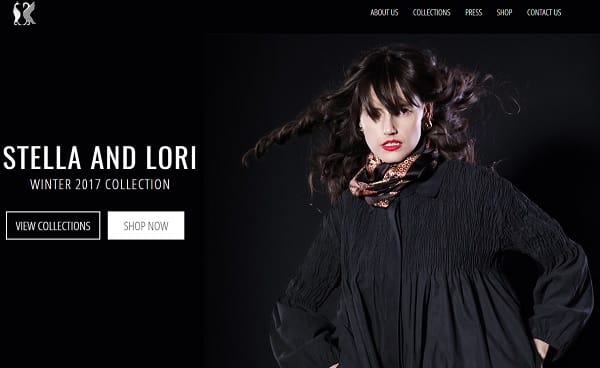 ABOUT US COLLECTIONS PRESS SHOP CONTACT US
STELLA AND LORI
WINTER 2017 COLLECTION
VIEW COLLECTIONS SHOP NOW